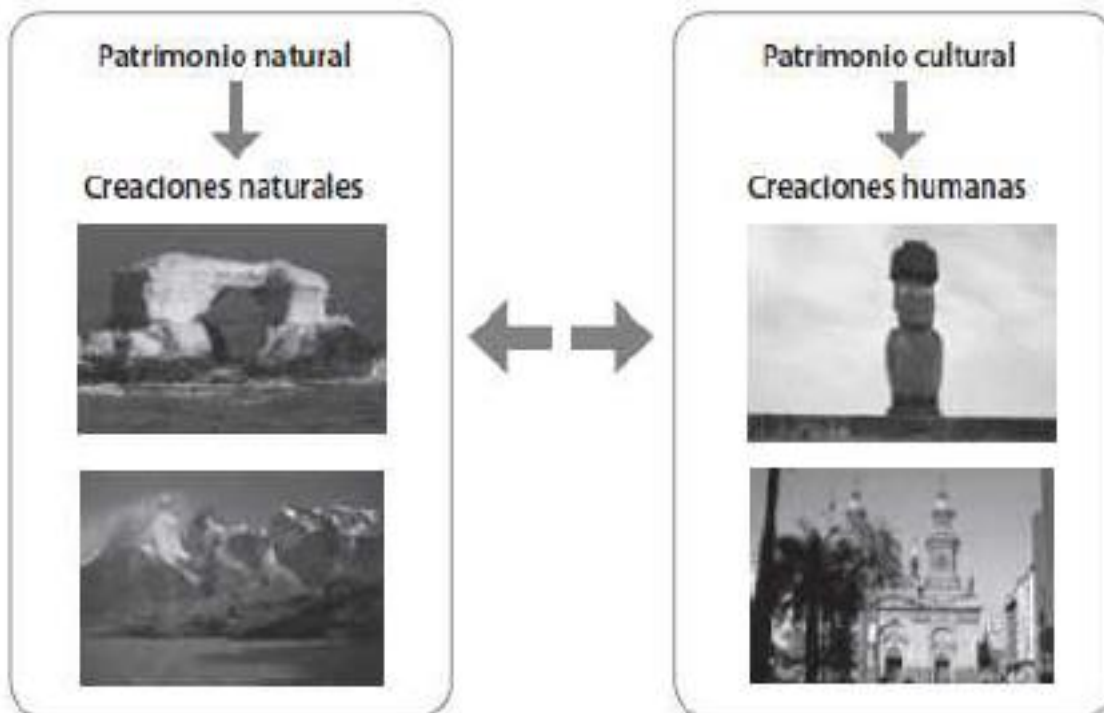 Patrimonio natural
Creaciones naturales
Patrimonio cultural
Creaciones humanas